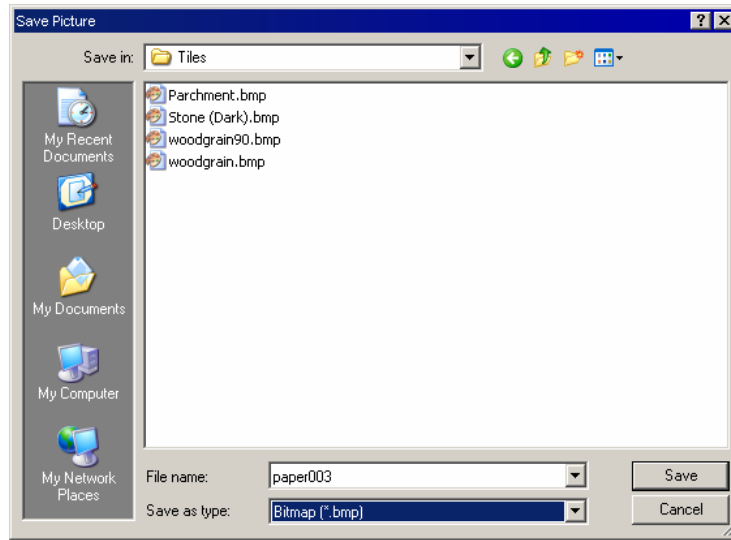 Save Picture
Save in:
Tiles
My Recent
Documents
Desktop
My Documents
My Computer
My Network
Places
Parchment.bmp
Stone (Dark).bmp
woodgrain90.bmp
woodgrain.bmp
File name:
paper003
Save
Save as type:
Bitmap (*.bmp)
Cancel